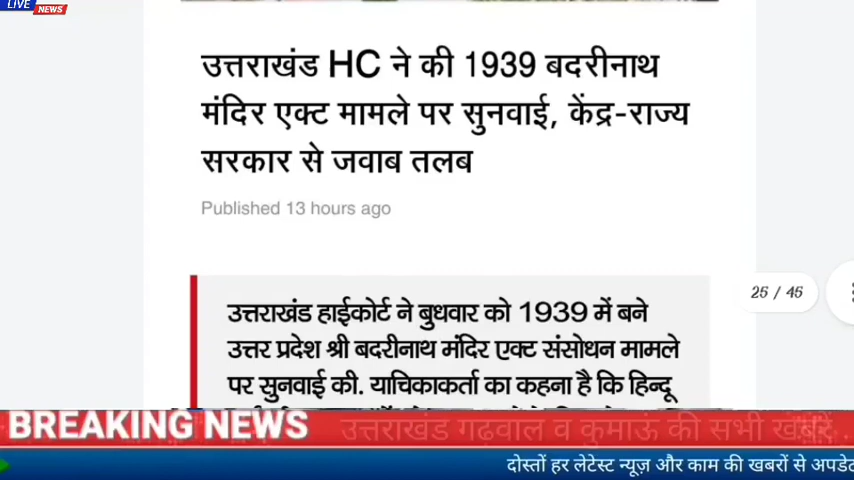 LIVE
NEWS
उत्तराखंड HC ने की 1939 बदरीनाथ
मंदिर एक्ट मामले पर सुनवाई, केंद्र-राज्य
सरकार से जवाब तलब
Published 13 hours ago
25 / 45
उत्तराखंड हाईकोर्ट ने बुधवार को 1939 में बने
उत्तर प्रदेश श्री बदरीनाथ मंदिर एक्ट संसोधन मामले
पर सुनवाई की. याचिकाकर्ता का कहना है कि हिन्दू
BREAKING NEWS
उत्तराखंड गढ़वाल व कुमाऊं की सभी खबरें
दोस्तों हर लेटेस्ट न्यूज़ और काम की खबरों से अपडेट